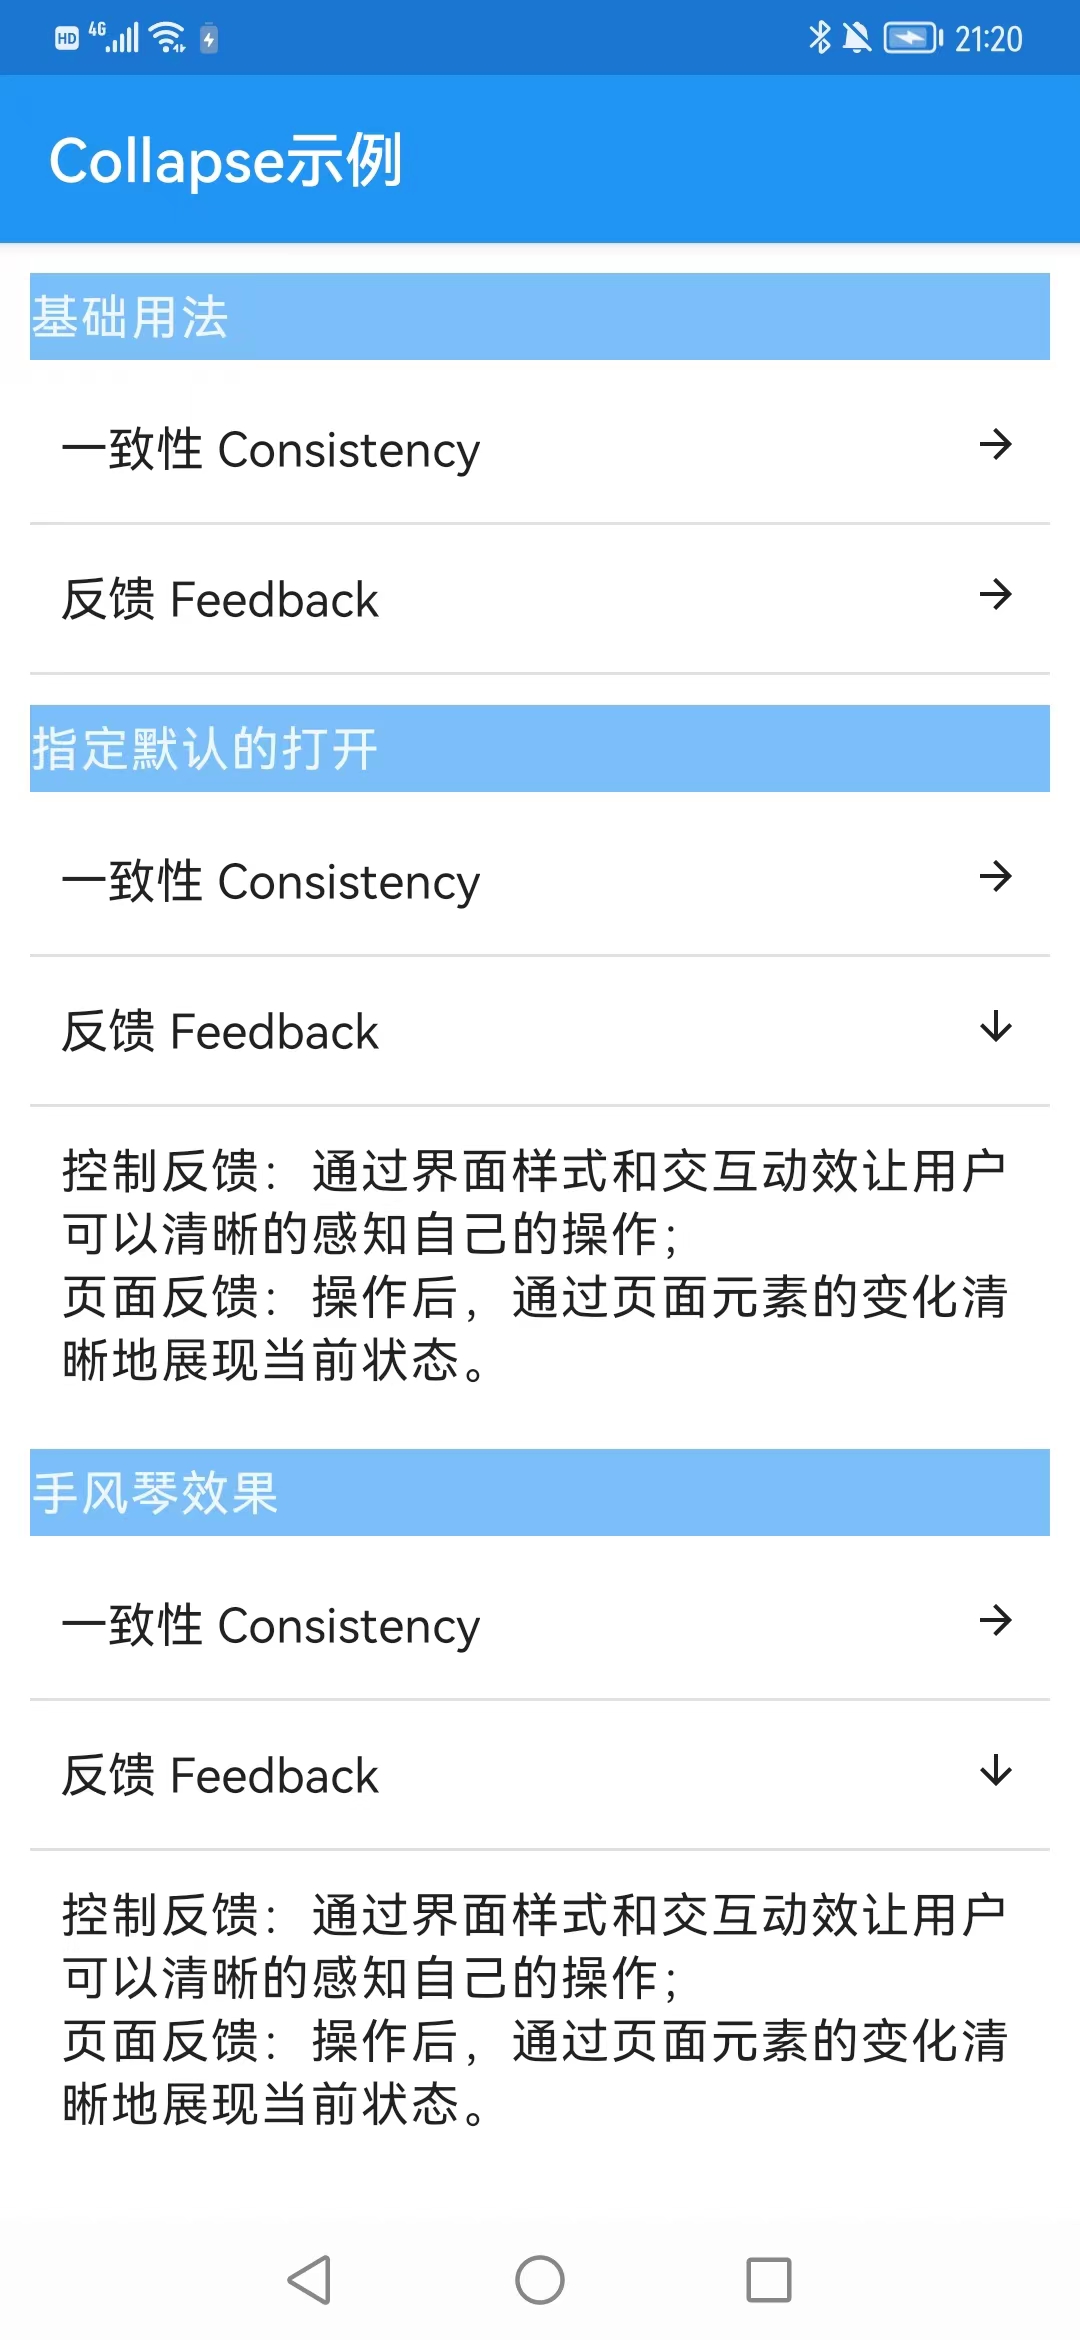 HD 4G 21:20
Collapse示例
基础用法
一致性 Consistency
反馈 Feedback
指定默认的打开
一致性 Consistency
反馈 Feedback
控制反馈：通过界面样式和交互动效让用户
可以清晰的感知自己的操作；
页面反馈：操作后，通过页面元素的变化清
晰地展现当前状态。
手风琴效果
一致性 Consistency
反馈 Feedback
控制反馈：通过界面样式和交互动效让用户
可以清晰的感知自己的操作；
页面反馈：操作后，通过页面元素的变化清
晰地展现当前状态。